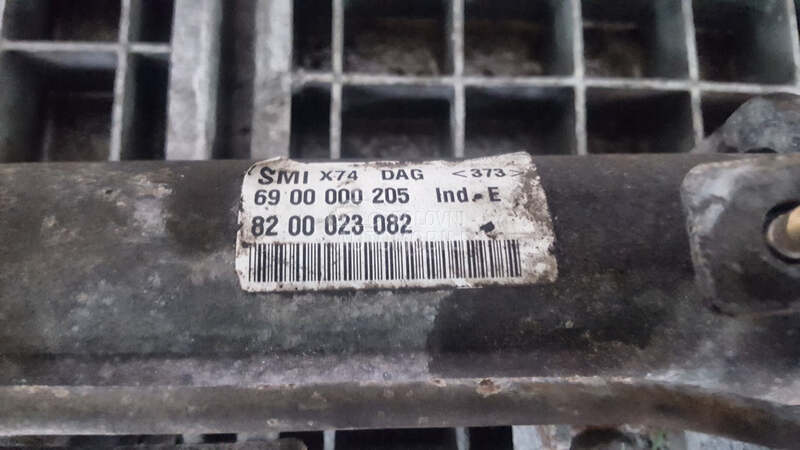 SMI X74 DAG <373>
69 00 000 205 Ind.-E
82 00 023 082